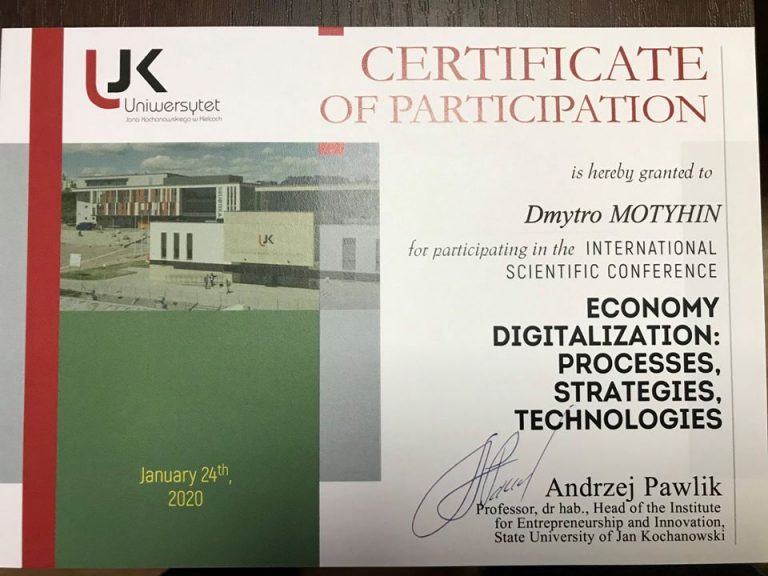 UJK
Uniwersytet
Jana Kochanowskiego w Kielcach
CERTIFICATE
OF PARTICIPATION
is hereby granted to
Dmytro MOTYHIN
for participating in the INTERNATIONAL
SCIENTIFIC CONFERENCE
ECONOMY
DIGITALIZATION:
PROCESSES,
STRATEGIES,
TECHNOLOGIES
UJK
January 24th,
2020
Andrzej Pawlik
Professor, dr hab., Head of the Institute
for Entrepreneurship and Innovation,
State University of Jan Kochanowski